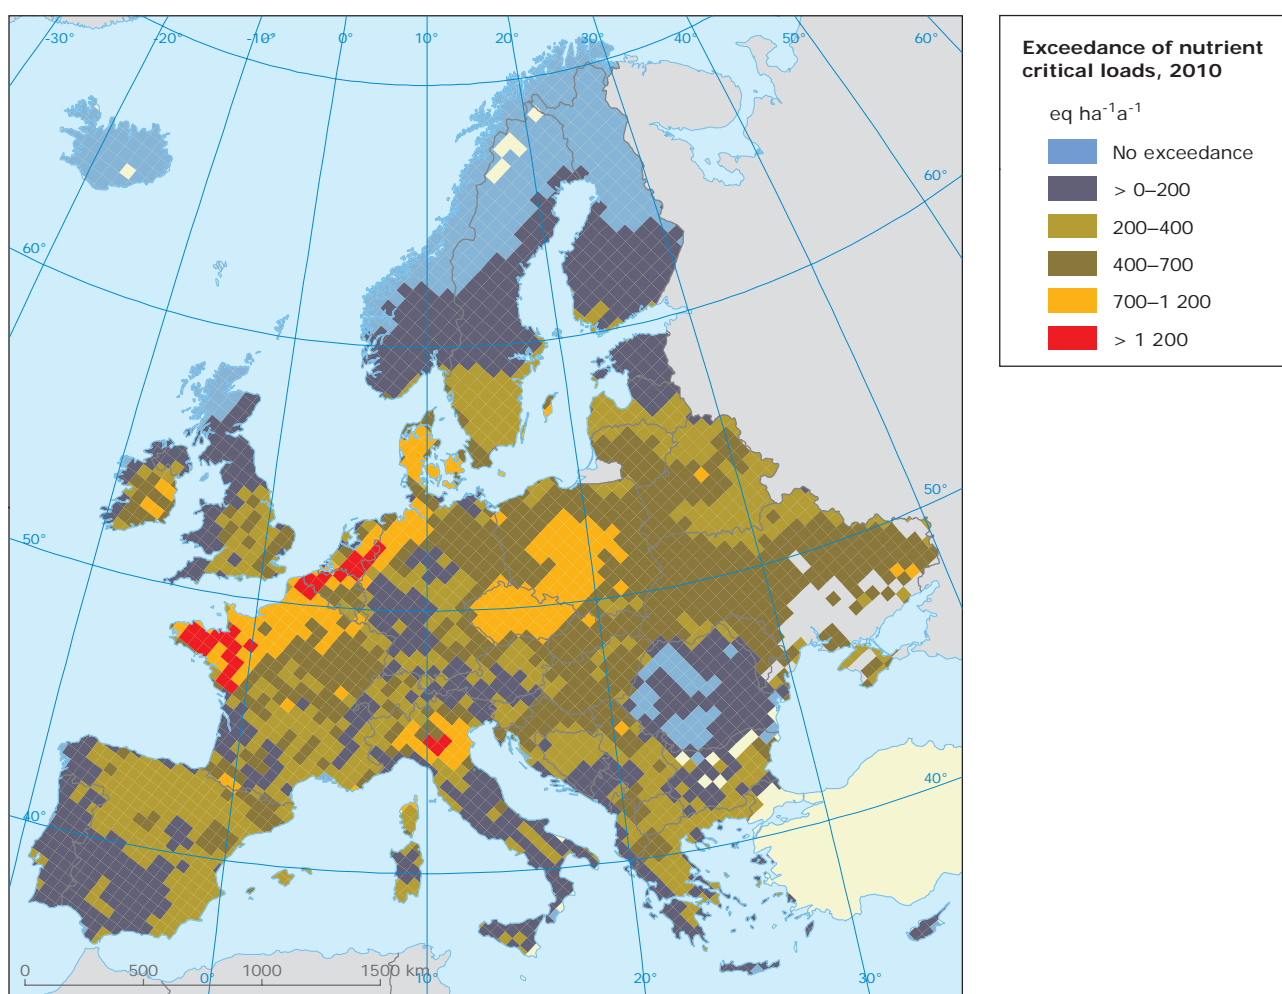 -30° -20° -10° 0° 10° 20° 30° 40° 50° 60°
60° 60°
50° 50°
40° 40°
0 500 1000 1500 km
0° 10° 20° 30°
Exceedance of nutrient
critical loads, 2010
eq ha⁻¹a⁻¹
No exceedance
> 0–200
200–400
400–700
700–1 200
> 1 200